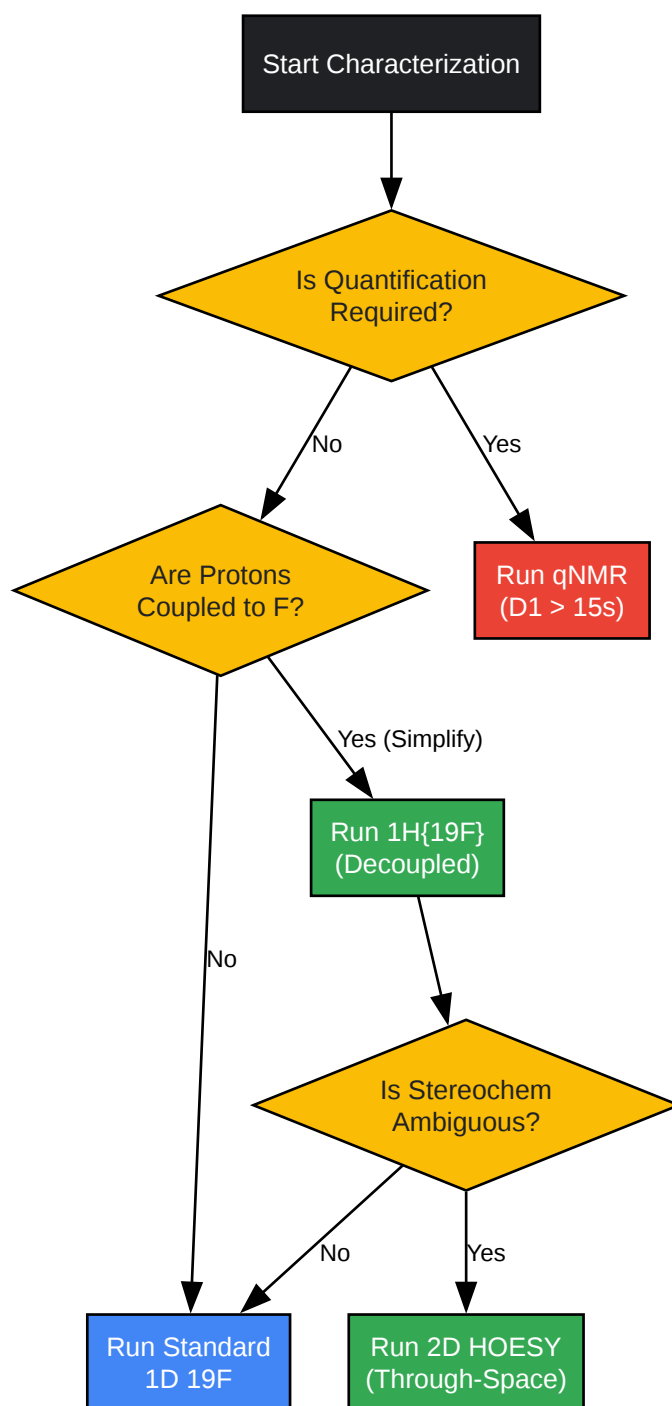 Start Characterization
Is Quantification
Required?
No
Yes
Are Protons
Coupled to F?
Run qNMR
(D1 > 15s)
Yes (Simplify)
Run 1H{19F}
(Decoupled)
No
Is Stereochem
Ambiguous?
No
Yes
Run Standard
1D 19F
Run 2D HOESY
(Through-Space)